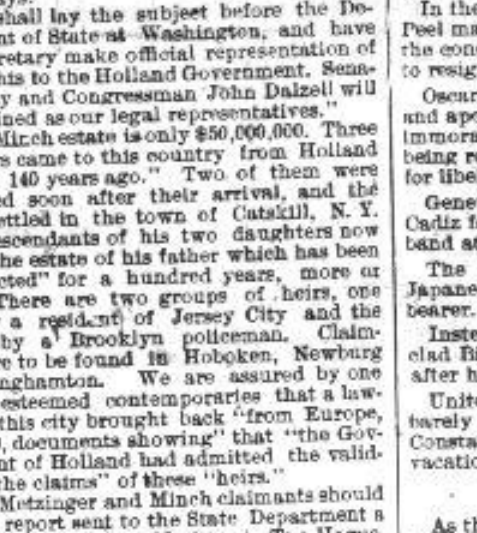 shall lay the subject before the De-
nt of State at Washington, and have
retary make official representation of
his to the Holland Government. Sena-
y and Congressman John Dalzell will
ined as our legal representatives."
Minch estate is only $50,000,000. Three
s came to this country from Holland
140 years ago." Two of them were
ed soon after their arrival, and the
ettled in the town of Catskill, N. Y.
escendants of his two daughters now
he estate of his father which has been
cted" for a hundred years, more or
There are two groups of heirs, one
a resident of Jersey City and the
by a Brooklyn policeman. Claim-
re to be found in Hoboken, Newburg
nghamton. We are assured by one
esteemed contemporaries that a law-
this city brought back "from Europe,
, documents showing" that "the Gov-
nt of Holland had admitted the valid-
he claims" of these "heirs."
Metzinger and Minch claimants should
report sent to the State Department a
In the
Peel ma
the cons
to resig
Oscar
and apo
immora
being re
for libe
Gene
Cadiz f
band at
The
Japane
bearer.
Inste
clad Ri
after h
Unite
barely
Consta
vacatio
As th